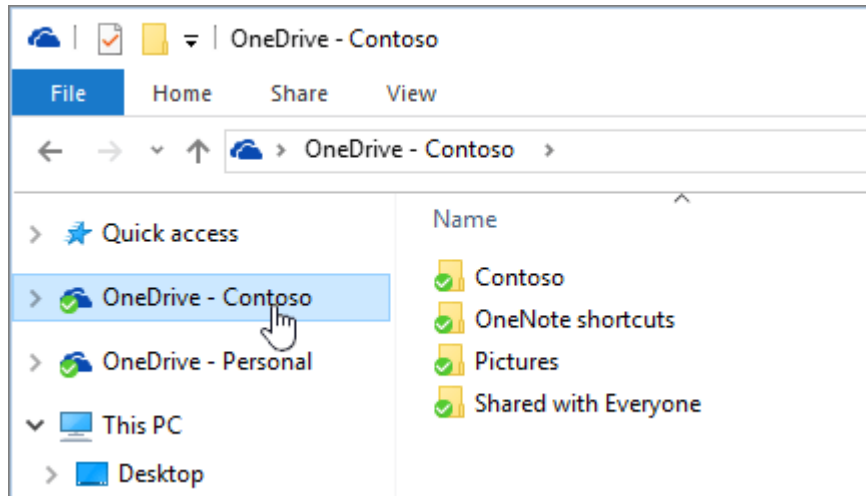 OneDrive - Contoso
File Home Share View
OneDrive - Contoso
Quick access
OneDrive - Contoso
OneDrive - Personal
This PC
Desktop
Name
Contoso
OneNote shortcuts
Pictures
Shared with Everyone